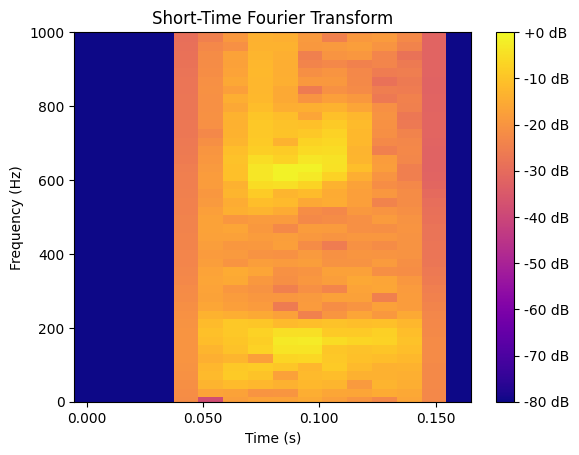 Short-Time Fourier Transform
Frequency (Hz)
1000
800
600
400
200
0
0.000
0.050
0.100
0.150
Time (s)
+0 dB
-10 dB
-20 dB
-30 dB
-40 dB
-50 dB
-60 dB
-70 dB
-80 dB